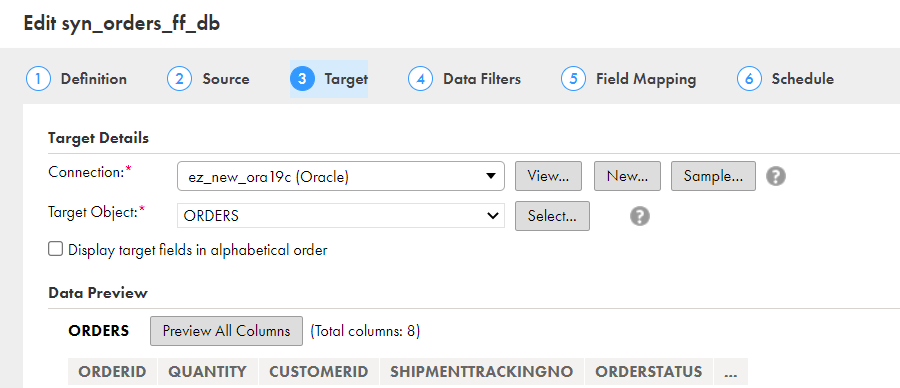 Edit syn_orders_ff_db
1 Definition 2 Source 3 Target 4 Data Filters 5 Field Mapping 6 Schedule
Target Details
Connection:* ez_new_ora19c (Oracle) View... New... Sample... ?
Target Object:* ORDERS Select... ?
Display target fields in alphabetical order
Data Preview
ORDERS Preview All Columns (Total columns: 8)
ORDERID QUANTITY CUSTOMERID SHIPMENTTRACKINGNO ORDERSTATUS ...